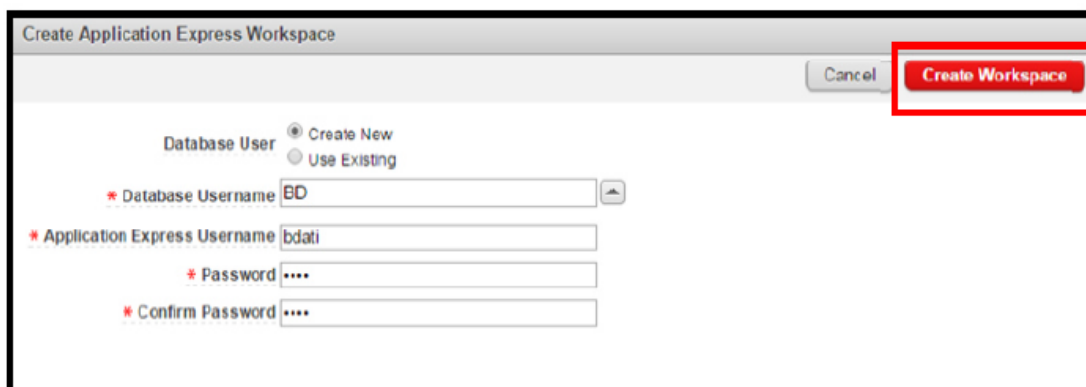 Create Application Express Workspace
Cancel Create Workspace
Database User Create New
Use Existing
* Database Username BD
* Application Express Username bdati
* Password ••••
* Confirm Password ••••